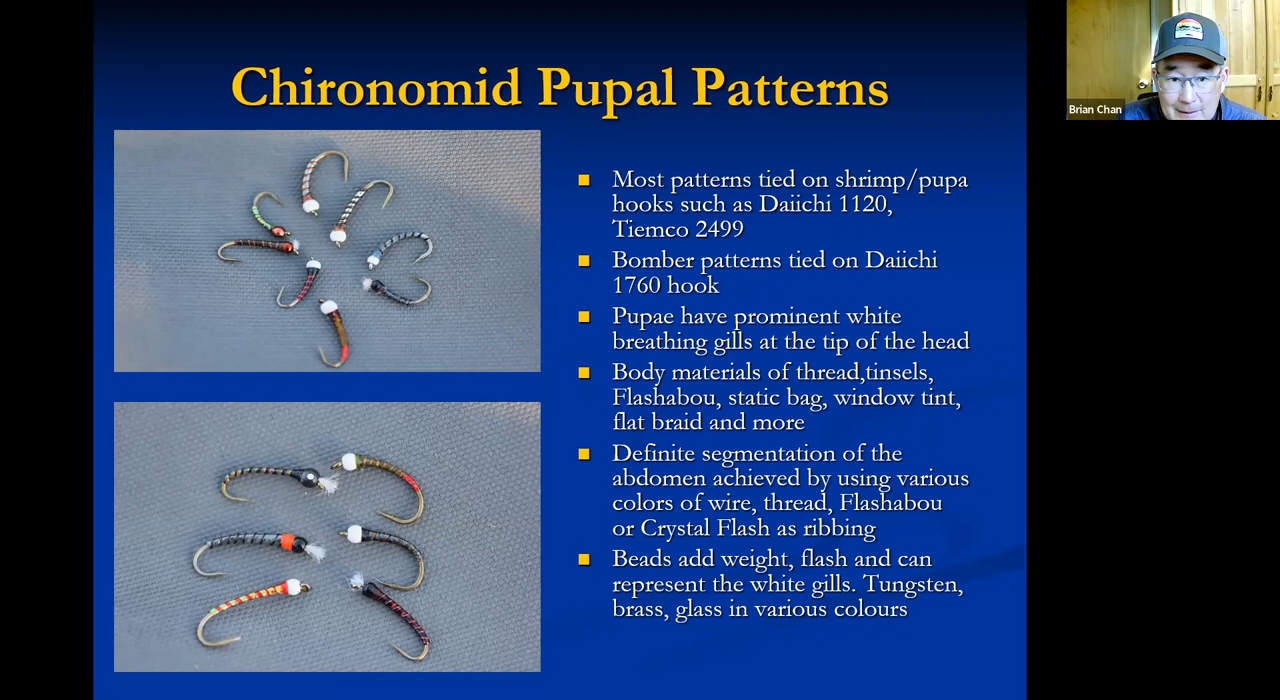 Chironomid Pupal Patterns
Brian Chan
Most patterns tied on shrimp/pupa
hooks such as Daiichi 1120,
Tiemco 2499
Bomber patterns tied on Daiichi
1760 hook
Pupae have prominent white
breathing gills at the tip of the head
Body materials of thread,tinsels,
Flashabou, static bag, window tint,
flat braid and more
Definite segmentation of the
abdomen achieved by using various
colors of wire, thread, Flashabou
or Crystal Flash as ribbing
Beads add weight, flash and can
represent the white gills. Tungsten,
brass, glass in various colours